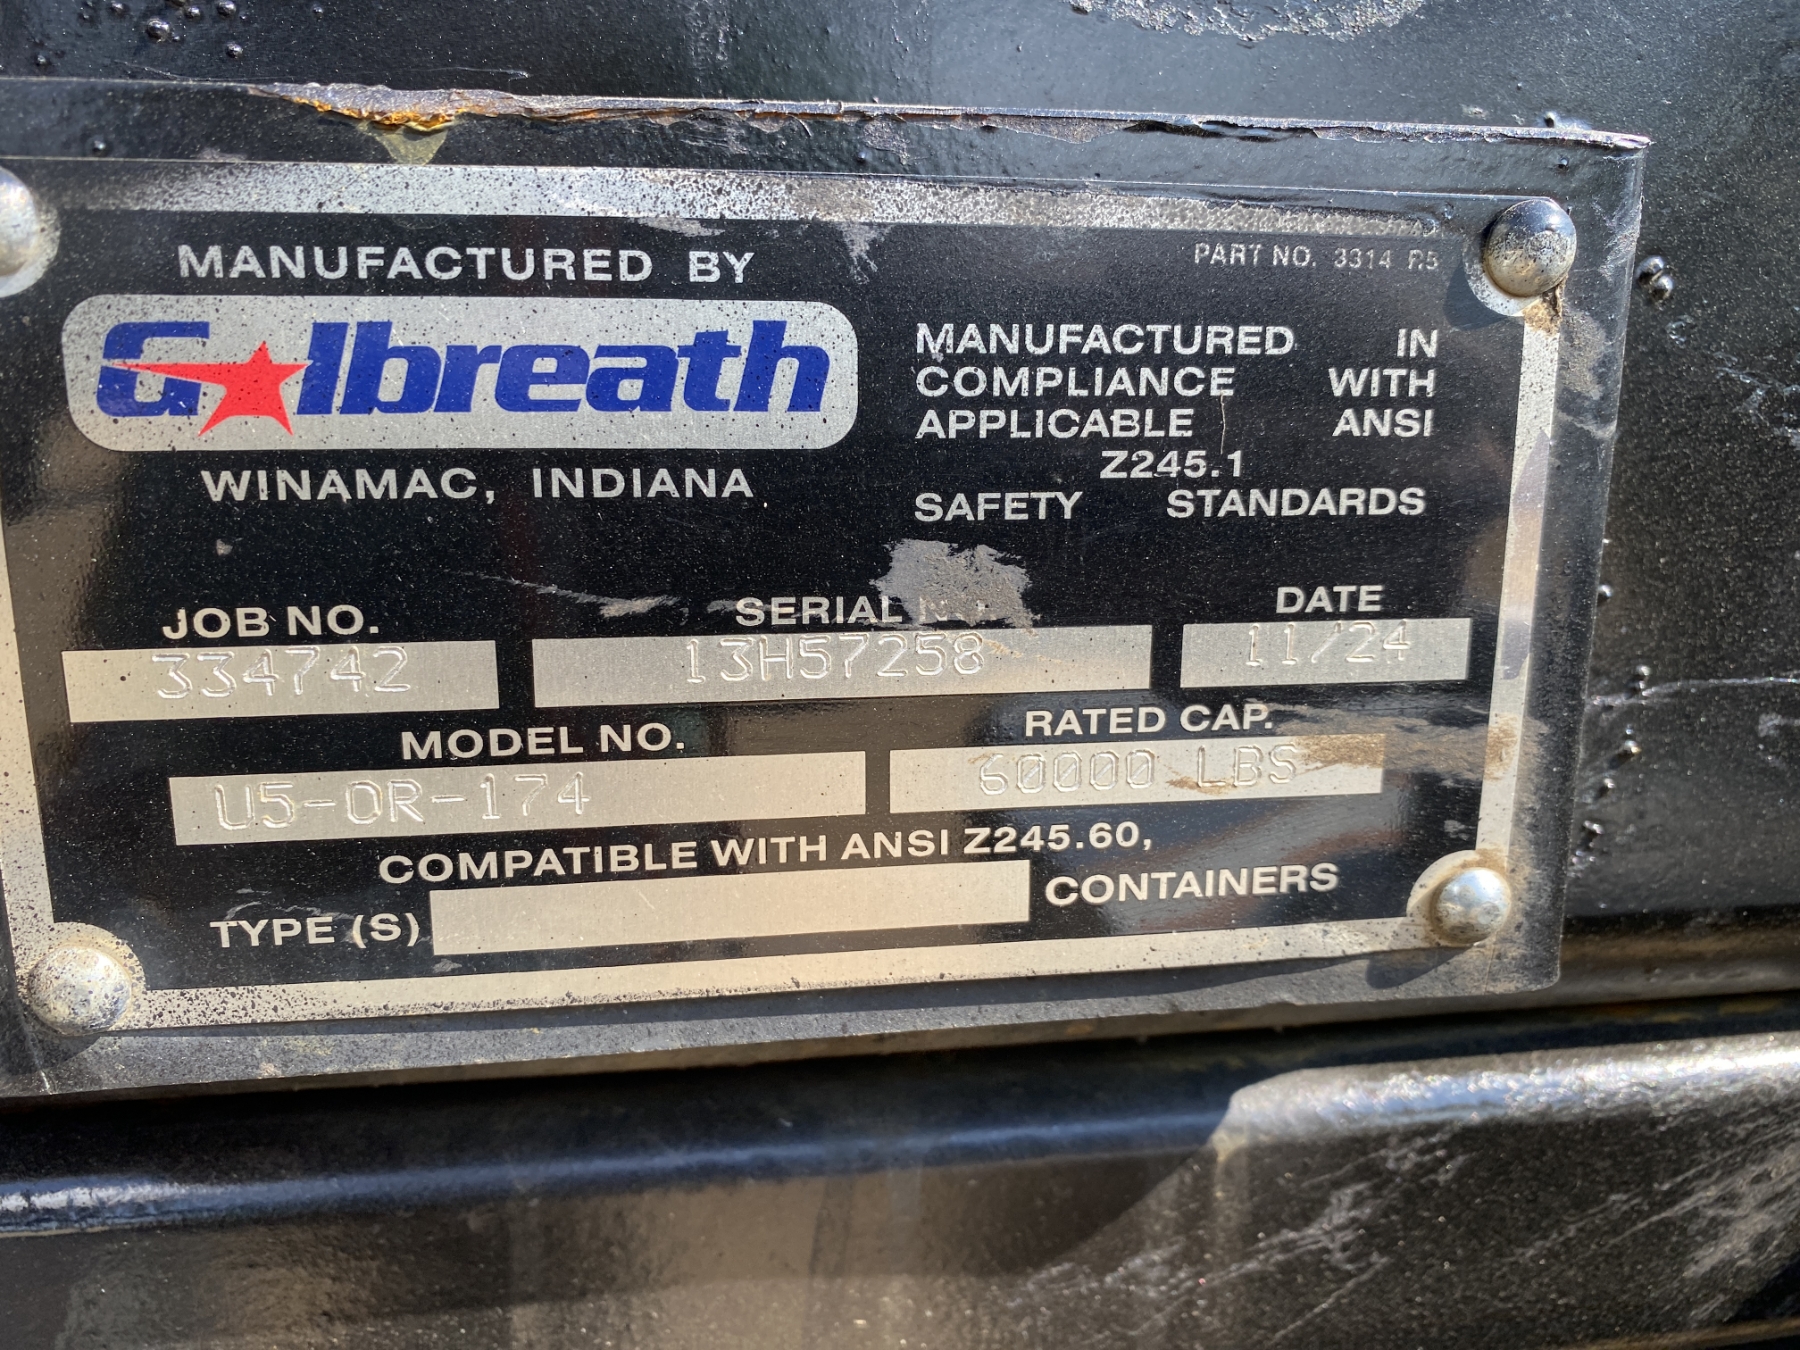 PART NO. 3314 R5
MANUFACTURED BY
Galbreath
WINAMAC, INDIANA
MANUFACTURED IN
COMPLIANCE WITH
APPLICABLE ANSI
Z245.1
SAFETY STANDARDS
JOB NO. SERIAL DATE
334742 13H57258 11/24
MODEL NO. RATED CAP.
U5-OR-174 60000 LBS
COMPATIBLE WITH ANSI Z245.60,
TYPE (S) CONTAINERS